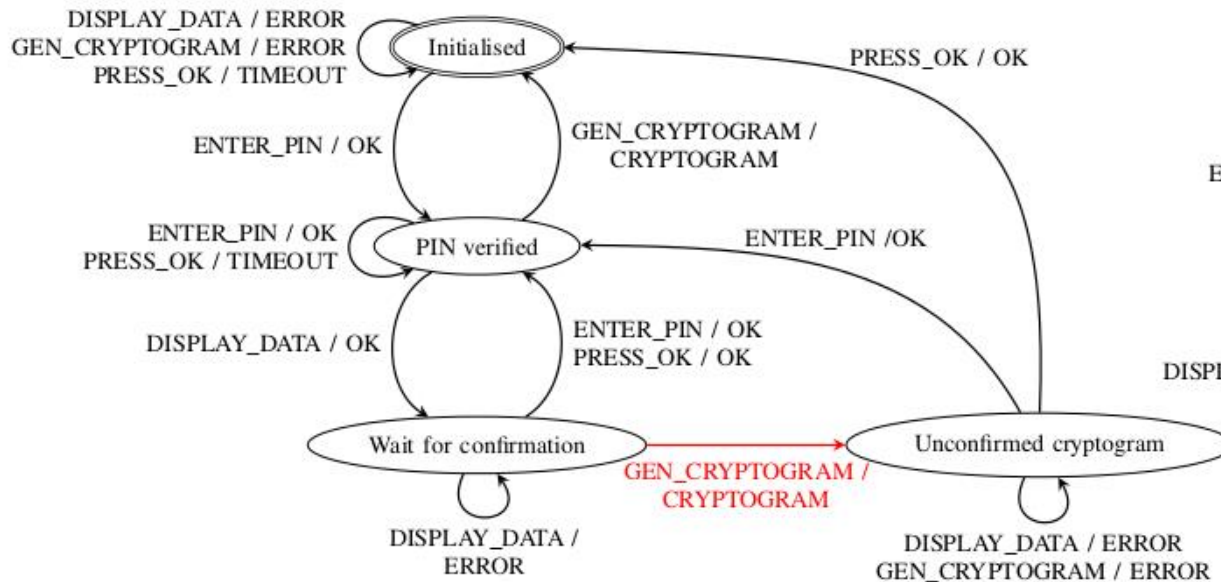 DISPLAY_DATA / ERROR
GEN_CRYPTOGRAM / ERROR
PRESS_OK / TIMEOUT
Initialised
PRESS_OK / OK
ENTER_PIN / OK
GEN_CRYPTOGRAM /
CRYPTOGRAM
E
ENTER_PIN / OK
PRESS_OK / TIMEOUT
PIN verified
ENTER_PIN /OK
DISPLAY_DATA / OK
ENTER_PIN / OK
PRESS_OK / OK
DISPL
Wait for confirmation
Unconfirmed cryptogram
GEN_CRYPTOGRAM /
CRYPTOGRAM
DISPLAY_DATA /
ERROR
DISPLAY_DATA / ERROR
GEN_CRYPTOGRAM / ERROR